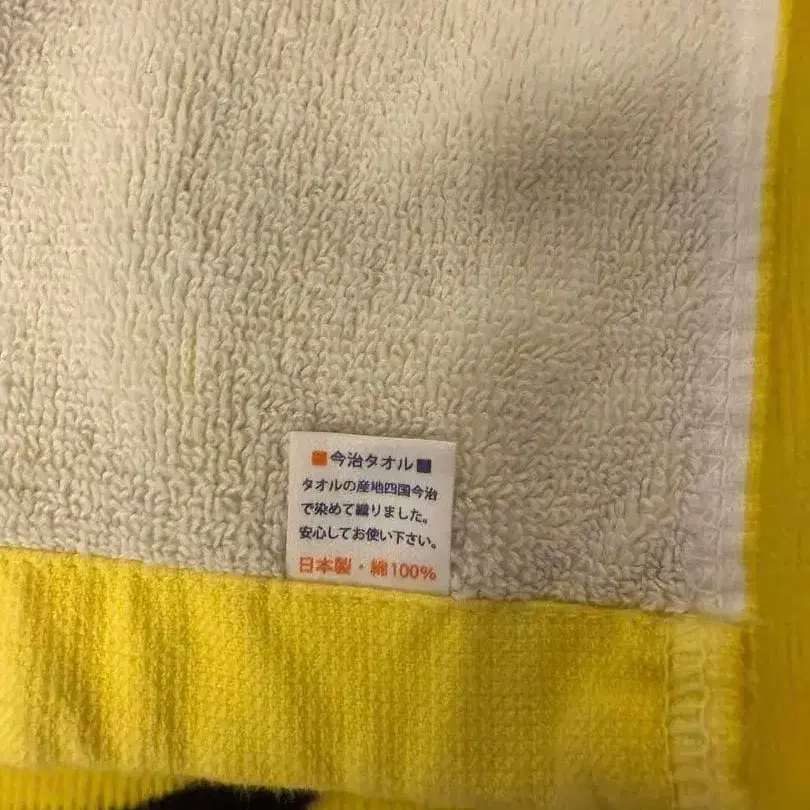 ■今治タオル■
タオルの産地四国今治
で染めて織りました。
安心してお使い下さい。
日本製・綿100%